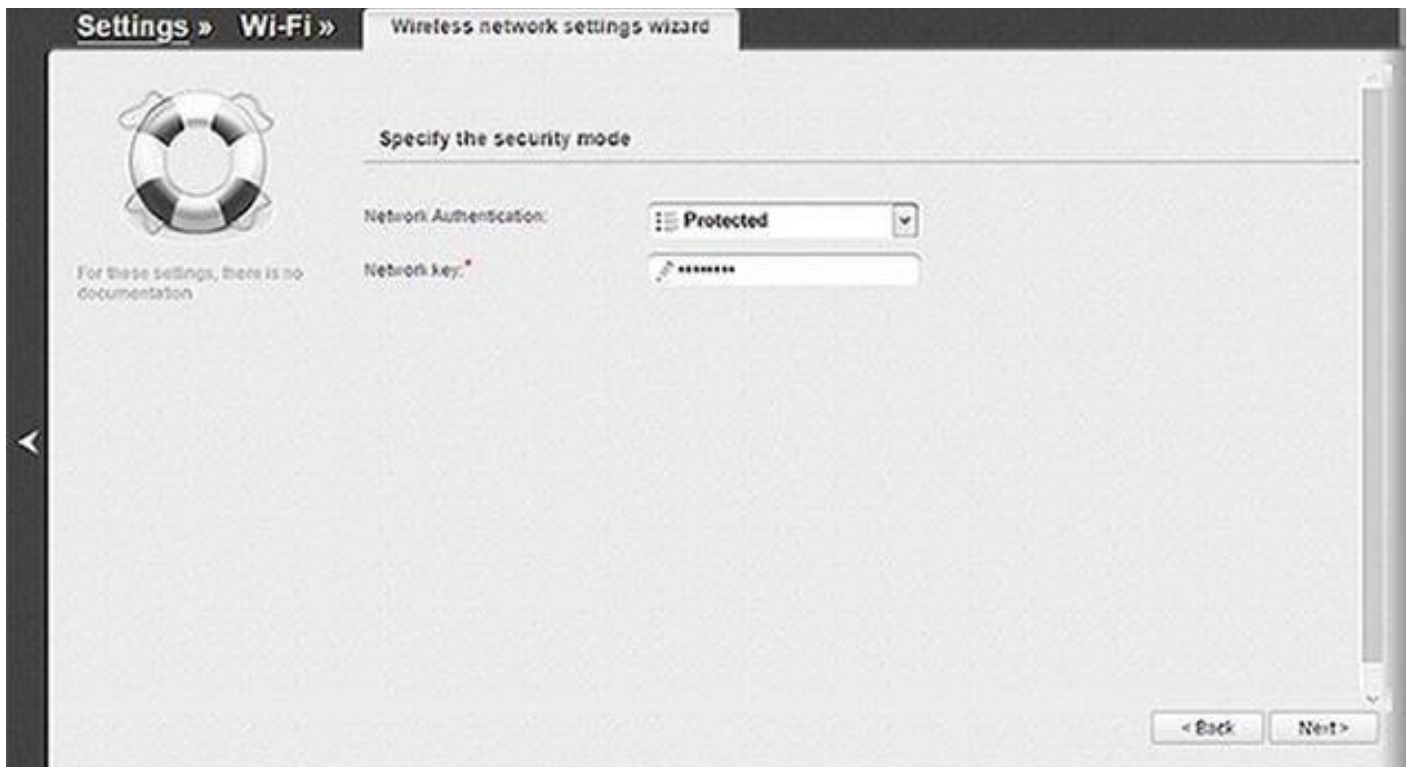 Settings » Wi-Fi » Wireless network settings wizard
Specify the security mode
Network Authentication: Protected
Network key:* ••••••••
For these settings, there is no
documentation
< Back Next >